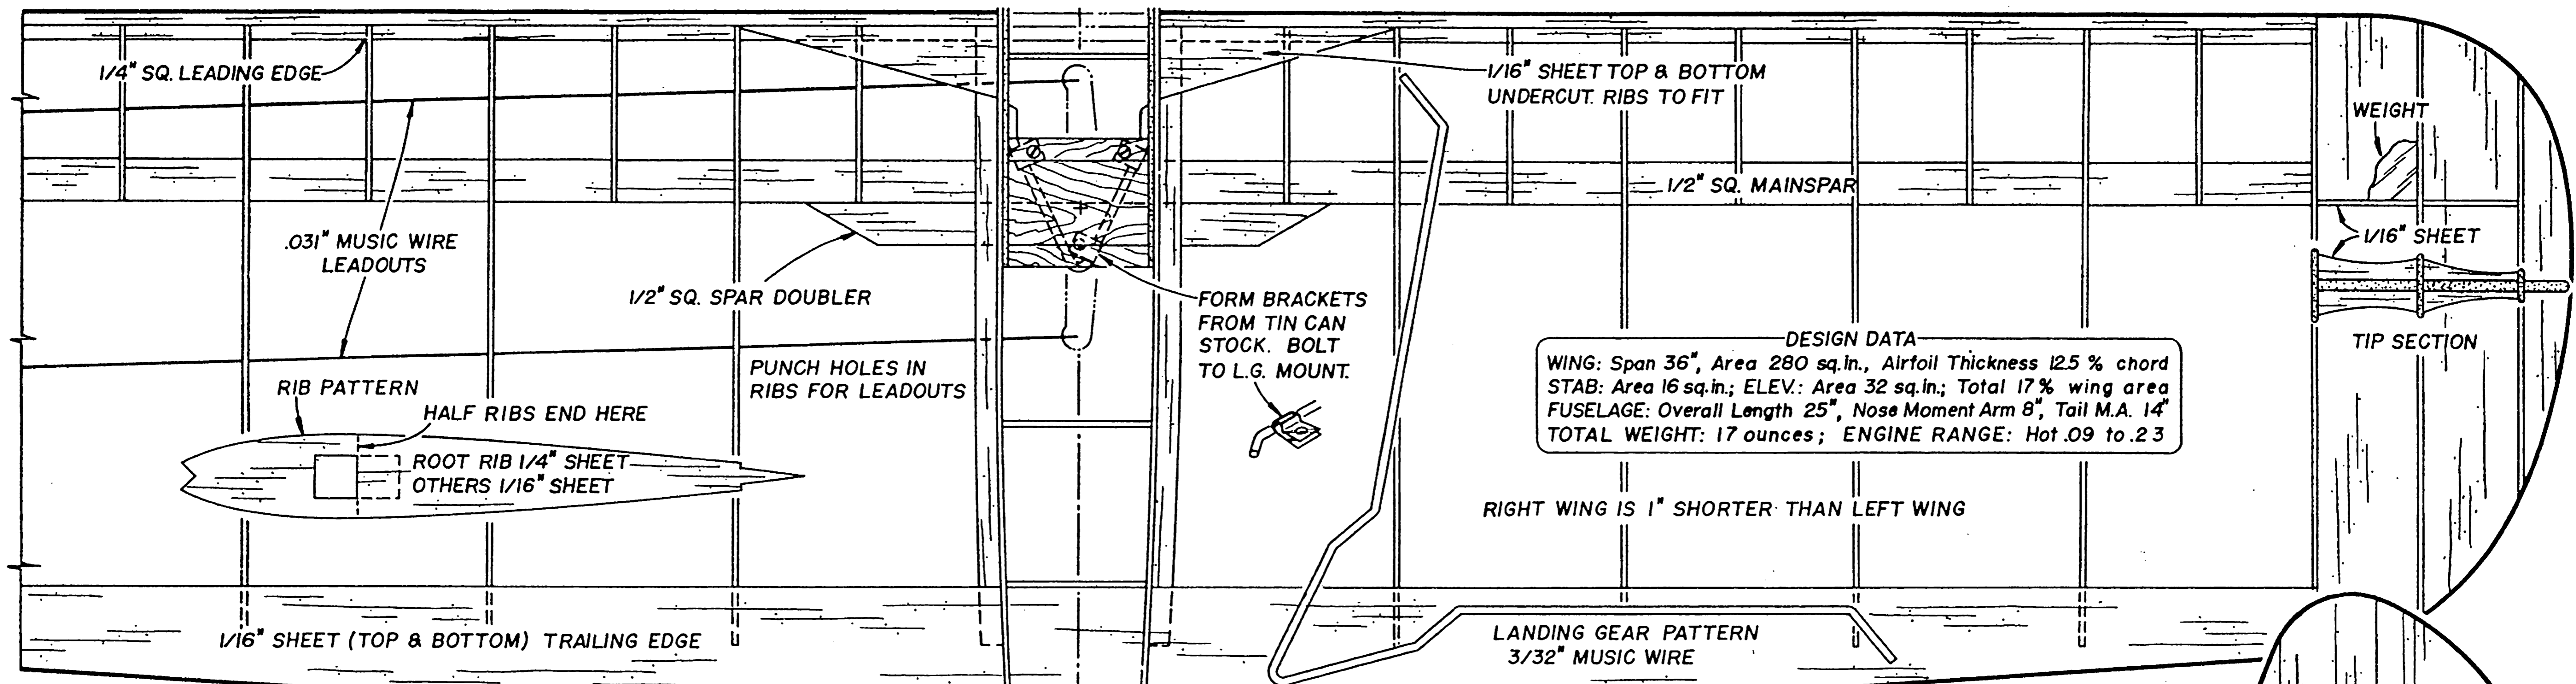 1/4" SQ. LEADING EDGE
1/16" SHEET TOP & BOTTOM
UNDERCUT. RIBS TO FIT
WEIGHT
1/2" SQ. MAINSPAR
1/16" SHEET
.031" MUSIC WIRE
LEADOUTS
1/2" SQ. SPAR DOUBLER
FORM BRACKETS
FROM TIN CAN
STOCK. BOLT
TO L.G. MOUNT.
TIP SECTION
PUNCH HOLES IN
RIBS FOR LEADOUTS
DESIGN DATA
WING: Span 36", Area 280 sq.in., Airfoil Thickness 12.5 % chord
STAB: Area 16 sq.in.; ELEV.: Area 32 sq.in.; Total 17% wing area
FUSELAGE: Overall Length 25", Nose Moment Arm 8", Tail M.A. 14"
TOTAL WEIGHT: 17 ounces; ENGINE RANGE: Hot .09 to .23
RIB PATTERN
HALF RIBS END HERE
ROOT RIB 1/4" SHEET
OTHERS 1/16" SHEET
RIGHT WING IS 1" SHORTER THAN LEFT WING
1/16" SHEET (TOP & BOTTOM) TRAILING EDGE
LANDING GEAR PATTERN
3/32" MUSIC WIRE